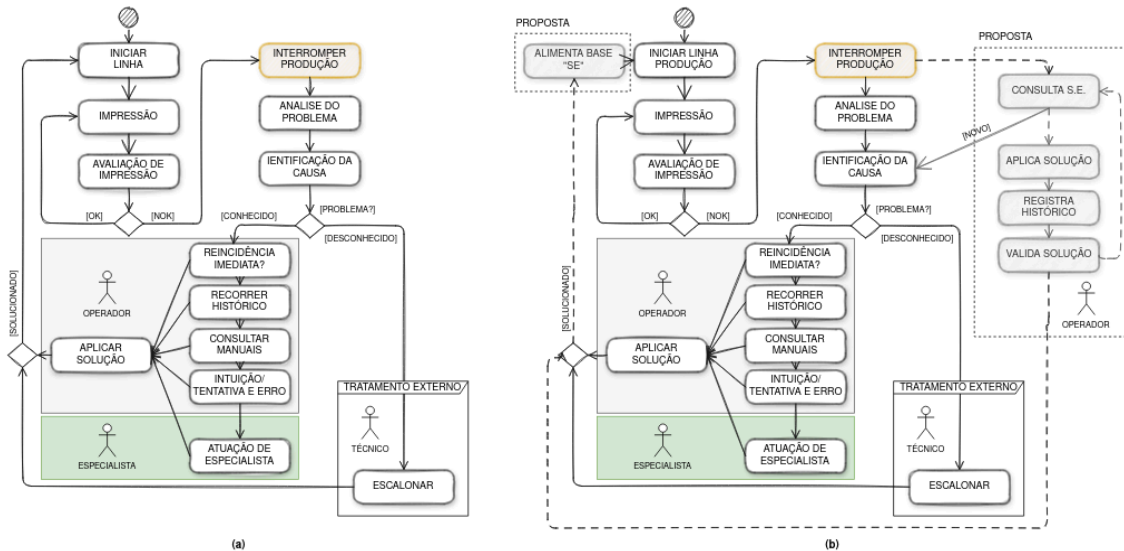 INICIAR
LINHA
INTERROMPER
PRODUÇÃO
IMPRESSÃO
ANALISE DO
PROBLEMA
AVALIAÇÃO DE
IMPRESSÃO
IENTIFICAÇÃO DA
CAUSA
[OK]
[NOK]
[PROBLEMA?]
[CONHECIDO]
[DESCONHECIDO]
REINCIDÊNCIA
IMEDIATA?
OPERADOR
RECORRER
HISTÓRICO
[SOLUCIONADO]
APLICAR
SOLUÇÃO
CONSULTAR
MANUAIS
INTUIÇÃO/
TENTATIVA E ERRO
TRATAMENTO EXTERNO
ATUAÇÃO DE
ESPECIALISTA
ESPECIALISTA
TÉCNICO
ESCALONAR
(a)
PROPOSTA
ALIMENTA BASE
"SE"
INICIAR LINHA
PRODUÇÃO
INTERROMPER
PRODUÇÃO
PROPOSTA
CONSULTA S.E.
IMPRESSÃO
ANALISE DO
PROBLEMA
[NOVO]
AVALIAÇÃO DE
IMPRESSÃO
IENTIFICAÇÃO DA
CAUSA
APLICA SOLUÇÃO
REGISTRA
HISTÓRICO
VALIDA SOLUÇÃO
OPERADOR
[OK]
[NOK]
[PROBLEMA?]
[CONHECIDO]
[DESCONHECIDO]
REINCIDÊNCIA
IMEDIATA?
OPERADOR
RECORRER
HISTÓRICO
[SOLUCIONADO]
APLICAR
SOLUÇÃO
CONSULTAR
MANUAIS
INTUIÇÃO/
TENTATIVA E ERRO
TRATAMENTO EXTERNO
ATUAÇÃO DE
ESPECIALISTA
ESPECIALISTA
TÉCNICO
ESCALONAR
(b)